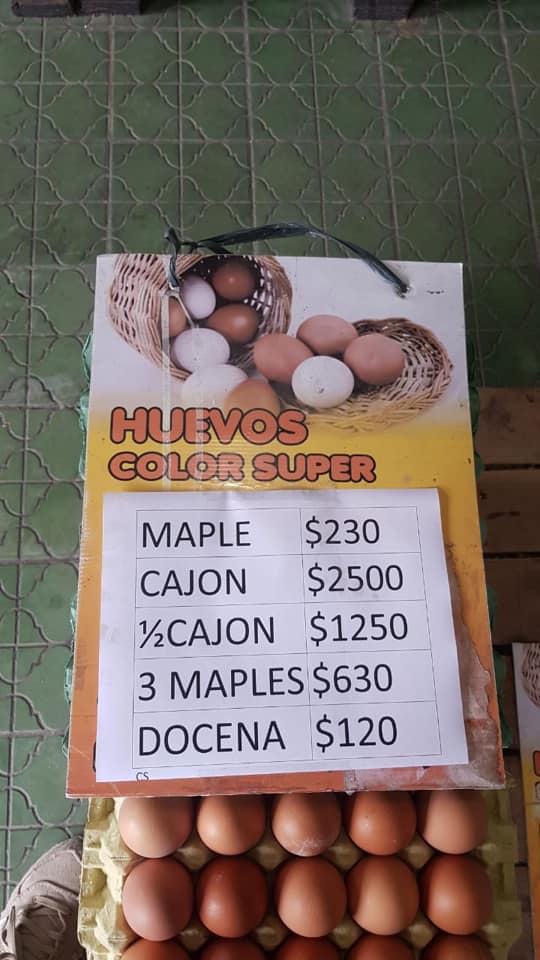 HUEVOS
COLOR SUPER
MAPLE $230
CAJON $2500
½CAJON $1250
3 MAPLES $630
DOCENA $120
CS